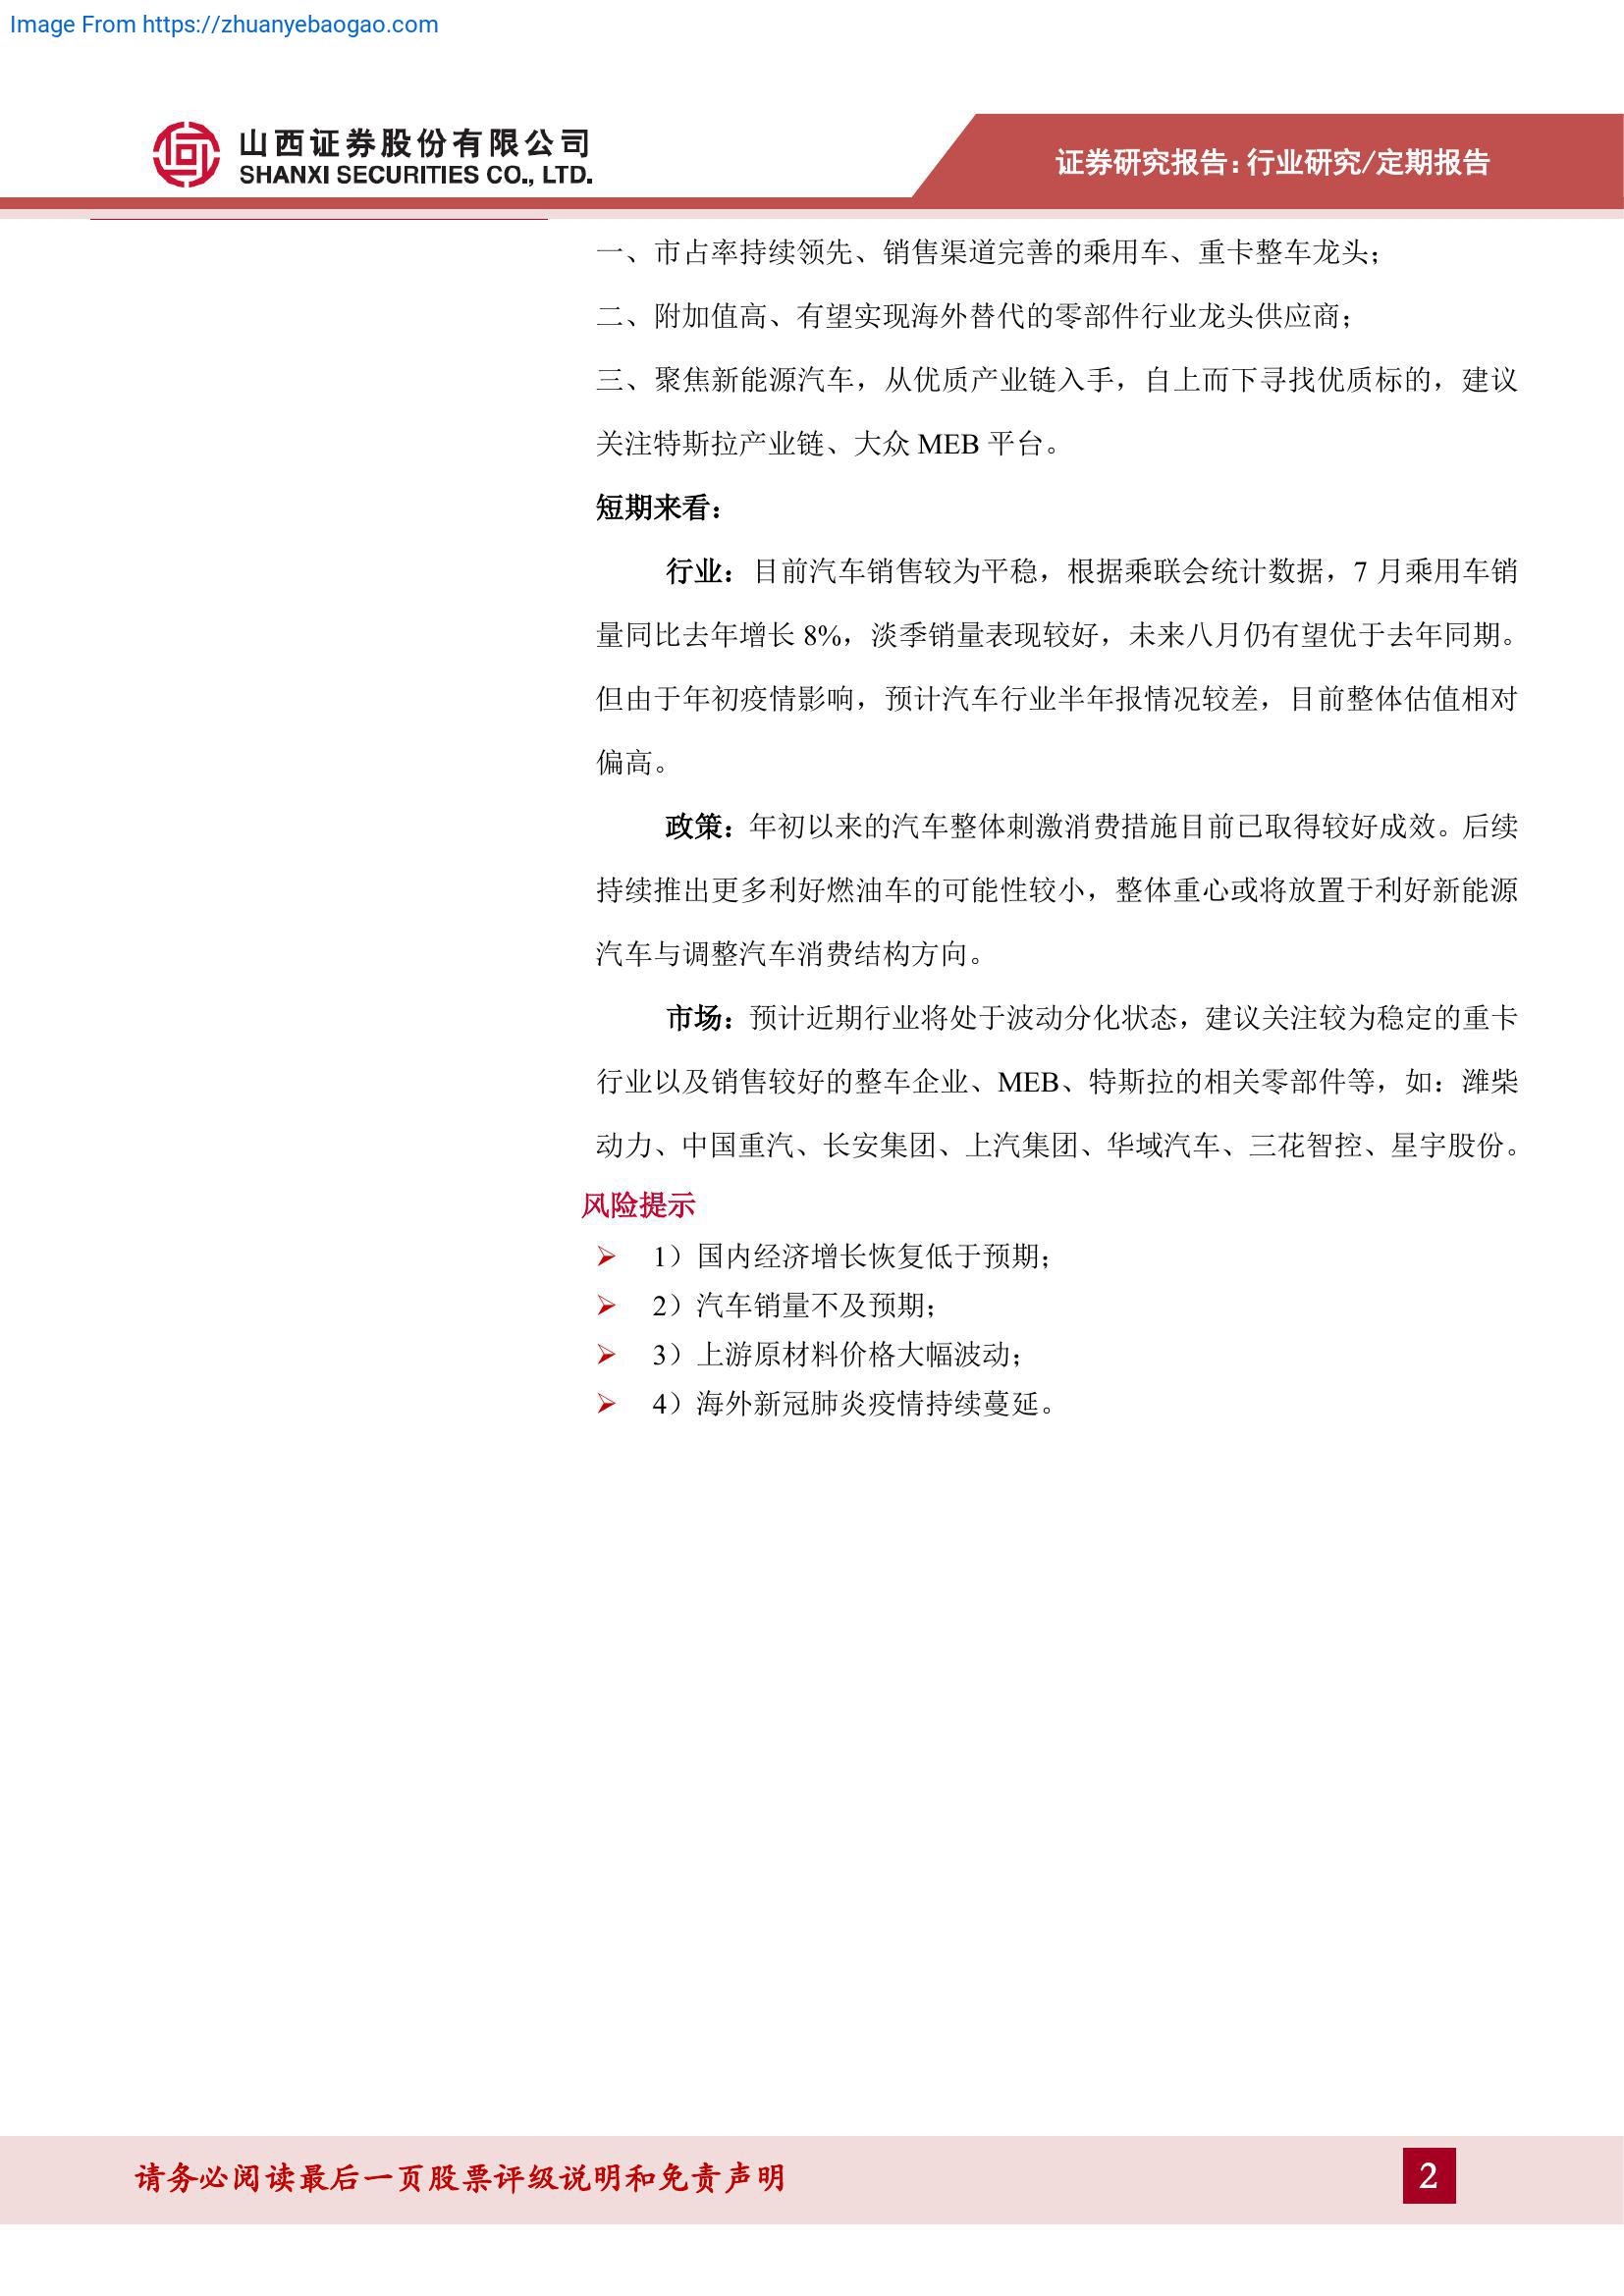 Image From https://zhuanyebaogao.com
山西证券股份有限公司
SHANXI SECURITIES CO., LTD.
证券研究报告：行业研究/定期报告
一、市占率持续领先、销售渠道完善的乘用车、重卡整车龙头；
二、附加值高、有望实现海外替代的零部件行业龙头供应商；
三、聚焦新能源汽车，从优质产业链入手，自上而下寻找优质标的，建议
关注特斯拉产业链、大众 MEB 平台。
短期来看：
行业：目前汽车销售较为平稳，根据乘联会统计数据，7 月乘用车销
量同比去年增长 8%，淡季销量表现较好，未来八月仍有望优于去年同期。
但由于年初疫情影响，预计汽车行业半年报情况较差，目前整体估值相对
偏高。
政策：年初以来的汽车整体刺激消费措施目前已取得较好成效。后续
持续推出更多利好燃油车的可能性较小，整体重心或将放置于利好新能源
汽车与调整汽车消费结构方向。
市场：预计近期行业将处于波动分化状态，建议关注较为稳定的重卡
行业以及销售较好的整车企业、MEB、特斯拉的相关零部件等，如：潍柴
动力、中国重汽、长安集团、上汽集团、华域汽车、三花智控、星宇股份。
风险提示
➢ 1）国内经济增长恢复低于预期；
➢ 2）汽车销量不及预期；
➢ 3）上游原材料价格大幅波动；
➢ 4）海外新冠肺炎疫情持续蔓延。
请务必阅读最后一页股票评级说明和免责声明
2